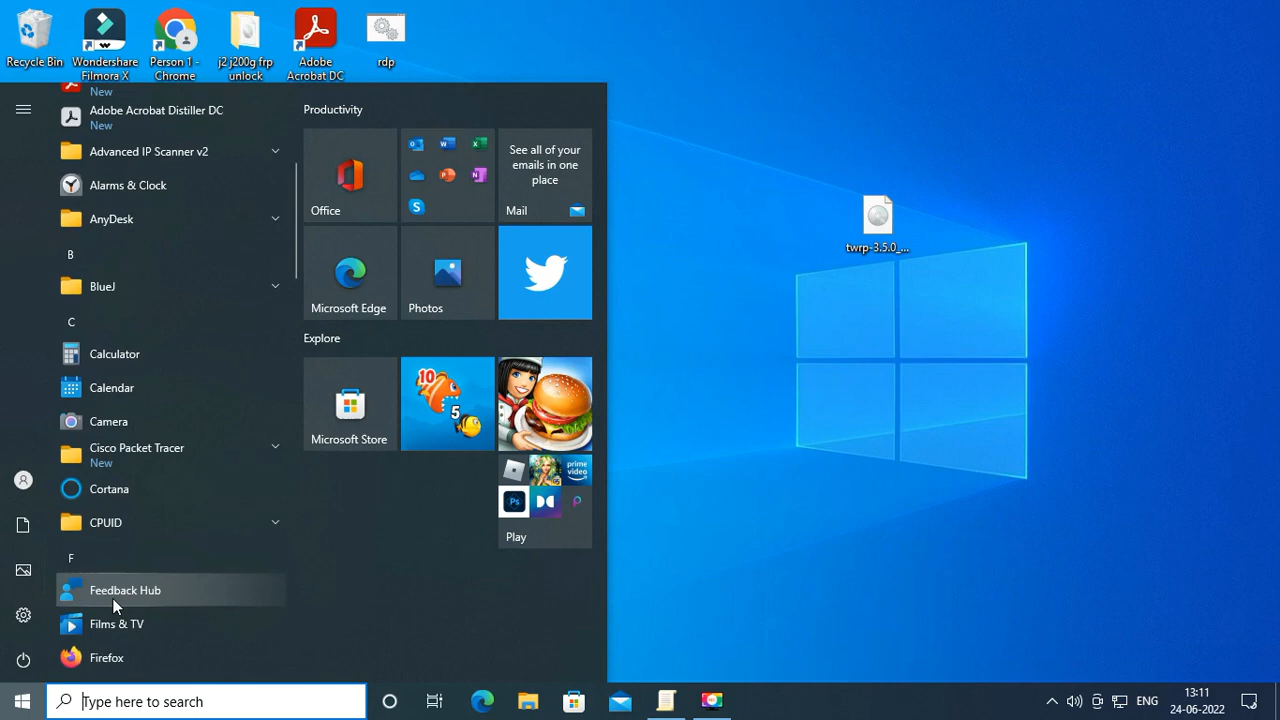 Recycle Bin
Wondershare
Filmora X
Person 1 -
Chrome
j2 j200g frp
unlock
Adobe
Acrobat DC
rdp
New
Adobe Acrobat Distiller DC
New
Advanced IP Scanner v2
Alarms & Clock
AnyDesk
B
BlueJ
C
Calculator
Calendar
Camera
Cisco Packet Tracer
New
Cortana
CPUID
F
Feedback Hub
Films & TV
Firefox
Productivity
Office
See all of your
emails in one
place
Mail
Microsoft Edge
Photos
Explore
Microsoft Store
10
5
prime
video
Ps
Play
twrp-3.5.0_...
Type here to search
ENG
13:11
24-06-2022